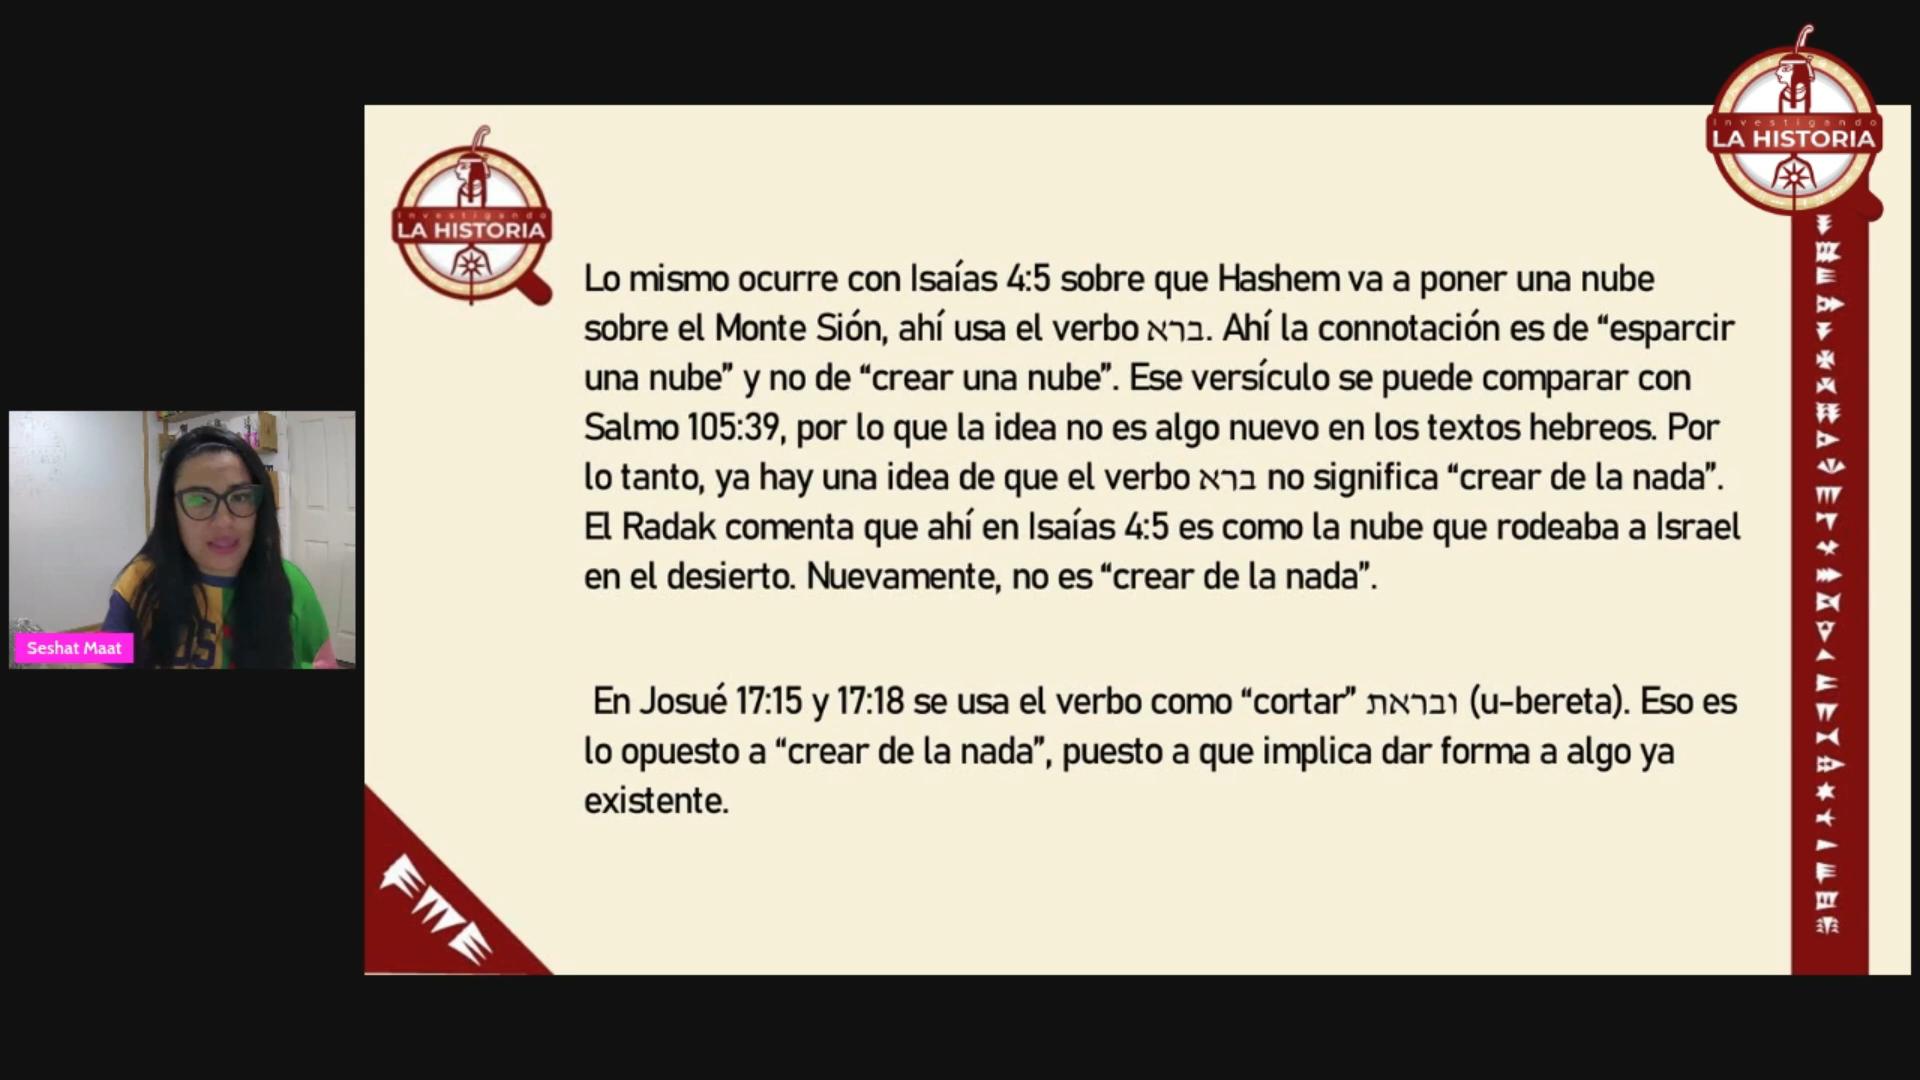 Investigando
LA HISTORIA
Investigando
LA HISTORIA
Lo mismo ocurre con Isaías 4:5 sobre que Hashem va a poner una nube
sobre el Monte Sión, ahí usa el verbo ברא. Ahí la connotación es de “esparcir
una nube” y no de “crear una nube”. Ese versículo se puede comparar con
Salmo 105:39, por lo que la idea no es algo nuevo en los textos hebreos. Por
lo tanto, ya hay una idea de que el verbo ברא no significa “crear de la nada”.
El Radak comenta que ahí en Isaías 4:5 es como la nube que rodeaba a Israel
en el desierto. Nuevamente, no es “crear de la nada”.
En Josué 17:15 y 17:18 se usa el verbo como “cortar” ובראת (u-bereta). Eso es
lo opuesto a “crear de la nada”, puesto a que implica dar forma a algo ya
existente.
Seshat Maat